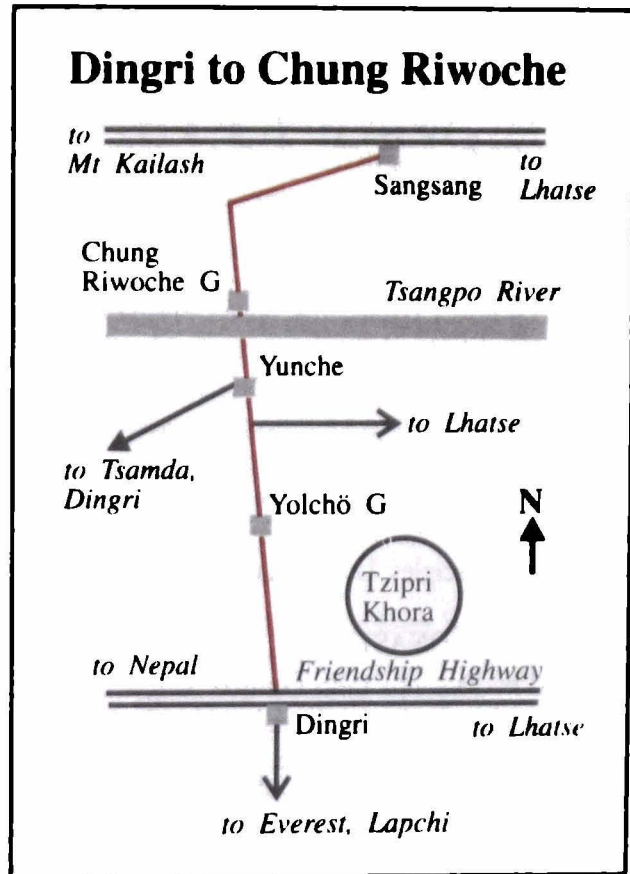 Dingri to Chung Riwoche
to
Mt Kailash
to
Lhatse
Sangsang
Chung
Riwoche G
Tsangpo River
Yunche
to Lhatse
to Tsamda,
Dingri
Yolchö G
N
Tzipri
Khora
to Nepal
Friendship Highway
Dingri
to Lhatse
to Everest, Lapchi